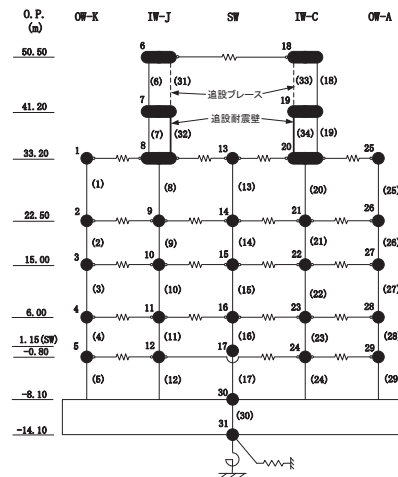 O.P. OW-K IW-J SW IW-C OW-A
(m)
50.50 6 18
(6) (31) (33) (18)
追設ブレース
41.20 7 19
追設耐震壁
(7) (32) (34) (19)
33.20 1 8 13 20 25
(1) (8) (13) (20) (25)
22.50 2 9 14 21 26
(2) (9) (14) (21) (26)
15.00 3 10 15 22 27
(3) (10) (15) (22) (27)
6.00 4 11 16 23 28
1.15(SW) (4) (11) (16) (23) (28)
-0.80 5 12 17 24 29
(5) (12) (17) (24) (29)
-8.10 30
(30)
-14.10 31